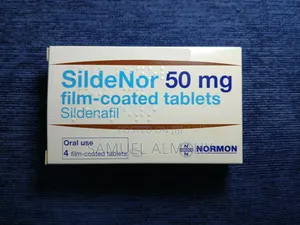 SildeNor 50 mg
film-coated tablets
Sildenafil
Oral use
4 film-coated tablets
NORMON